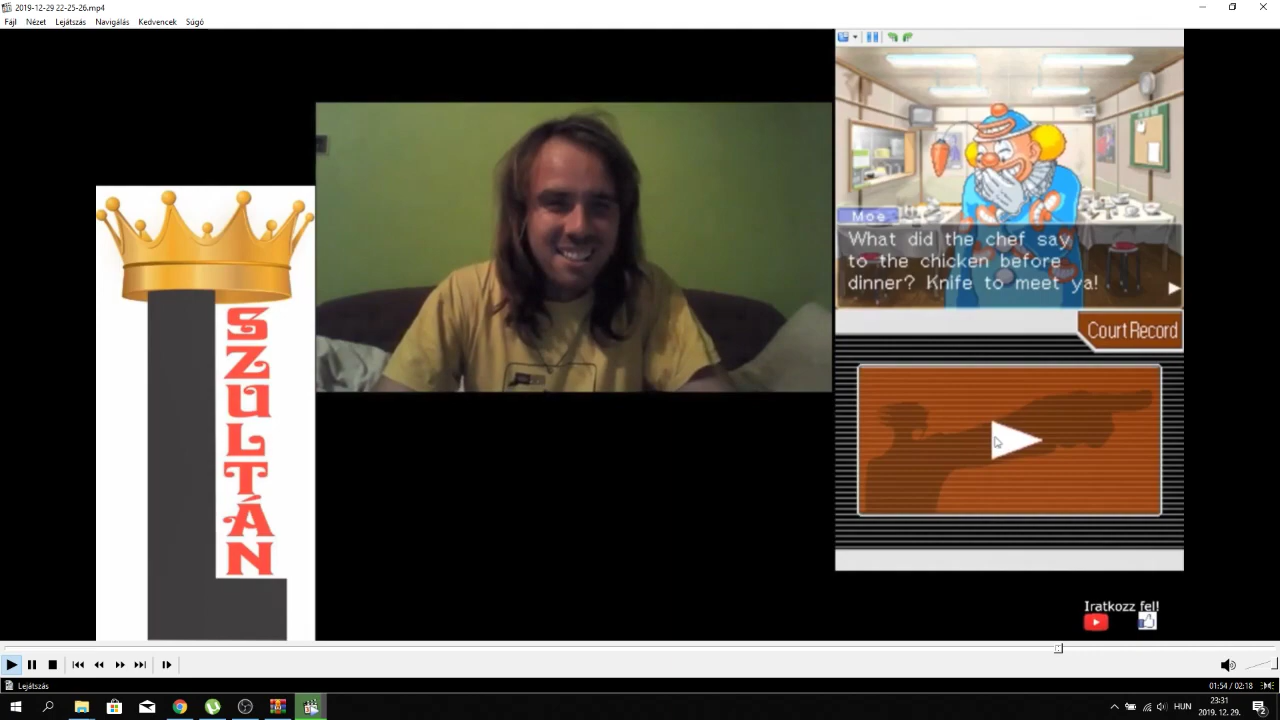 2019-12-29 22-25-26.mp4
Fájl Nézet Lejátszás Navigálás Kedvencek Súgó
SZULTÁN
Moe
What did the chef say
to the chicken before
dinner? Knife to meet ya!
Court Record
Iratkozz fel!
Lejátszás
01:54 / 02:18
HUN
23:31
2019. 12. 29.
2